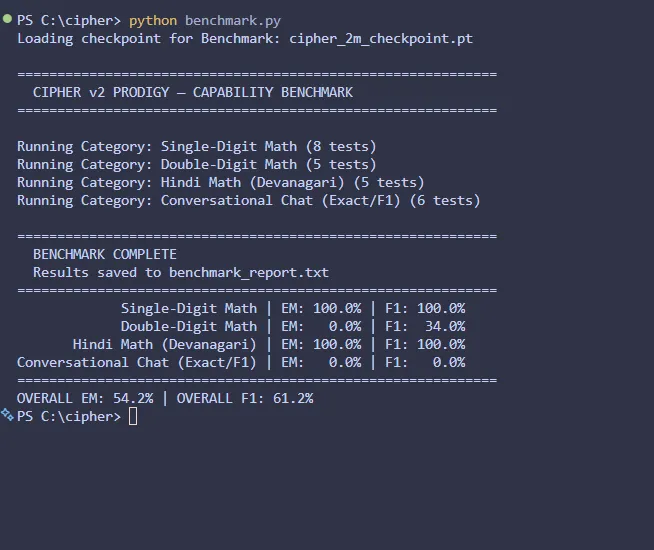 PS C:\cipher> python benchmark.py
Loading checkpoint for Benchmark: cipher_2m_checkpoint.pt
============================================================
CIPHER v2 PRODIGY — CAPABILITY BENCHMARK
============================================================
Running Category: Single-Digit Math (8 tests)
Running Category: Double-Digit Math (5 tests)
Running Category: Hindi Math (Devanagari) (5 tests)
Running Category: Conversational Chat (Exact/F1) (6 tests)
============================================================
BENCHMARK COMPLETE
Results saved to benchmark_report.txt
============================================================
Single-Digit Math | EM: 100.0% | F1: 100.0%
Double-Digit Math | EM:   0.0% | F1:  34.0%
Hindi Math (Devanagari) | EM: 100.0% | F1: 100.0%
Conversational Chat (Exact/F1) | EM:   0.0% | F1:   0.0%
============================================================
OVERALL EM: 54.2% | OVERALL F1: 61.2%
PS C:\cipher>